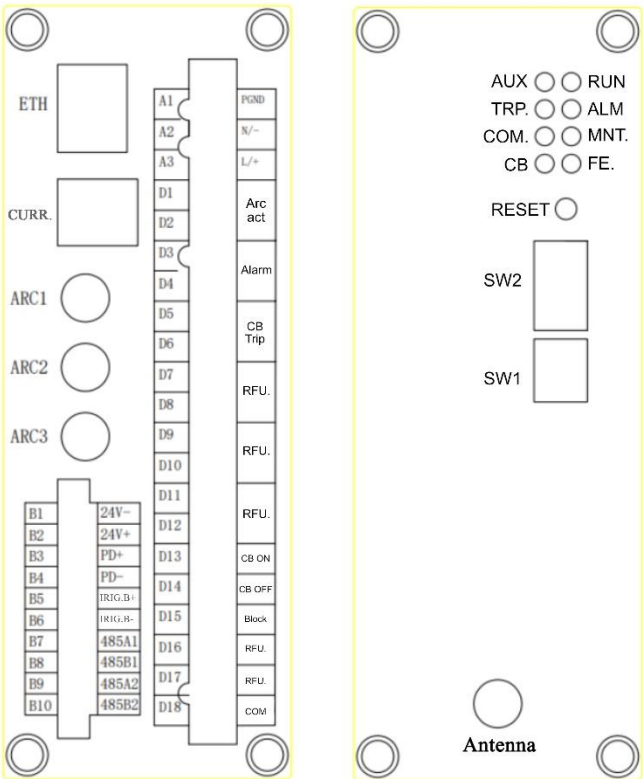 ETH
CURR.
ARC1
ARC2
ARC3
B1 24V-
B2 24V+
B3 PD+
B4 PD-
B5 IRIG.B+
B6 IRIG.B-
B7 485A1
B8 485B1
B9 485A2
B10 485B2
A1 PGND
A2 N/-
A3 L/+
D1
Arc
act
D2
D3
Alarm
D4
D5
CB
Trip
D6
D7
RFU.
D8
D9
RFU.
D10
D11
RFU.
D12
D13 CB ON
D14 CB OFF
D15 Block
D16 RFU.
D17 RFU.
D18 COM
AUX RUN
TRP. ALM
COM. MNT.
CB FE.
RESET
SW2
SW1
Antenna